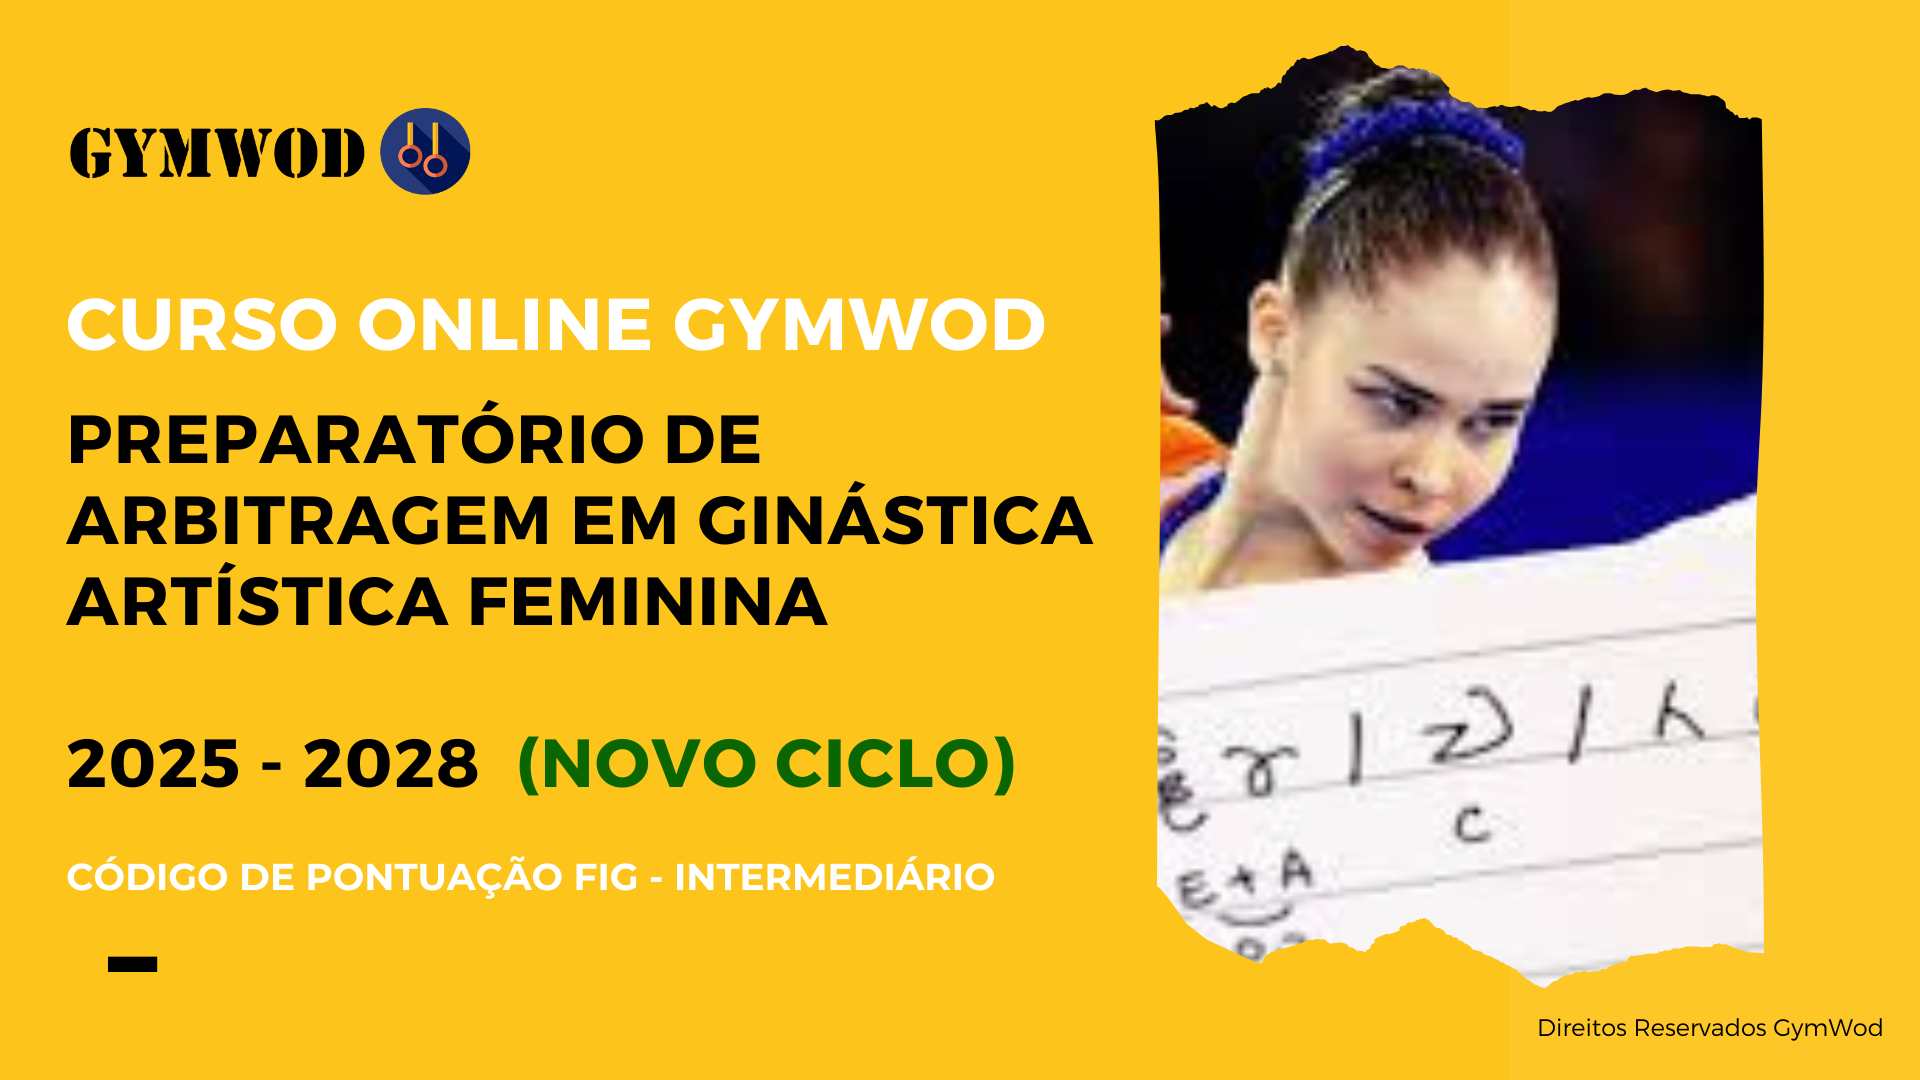 GYMWOD
CURSO ONLINE GYMWOD
PREPARATÓRIO DE
ARBITRAGEM EM GINÁSTICA
ARTÍSTICA FEMININA
2025 - 2028 (NOVO CICLO)
CÓDIGO DE PONTUAÇÃO FIG - INTERMEDIÁRIO
C
E + A
Direitos Reservados GymWod